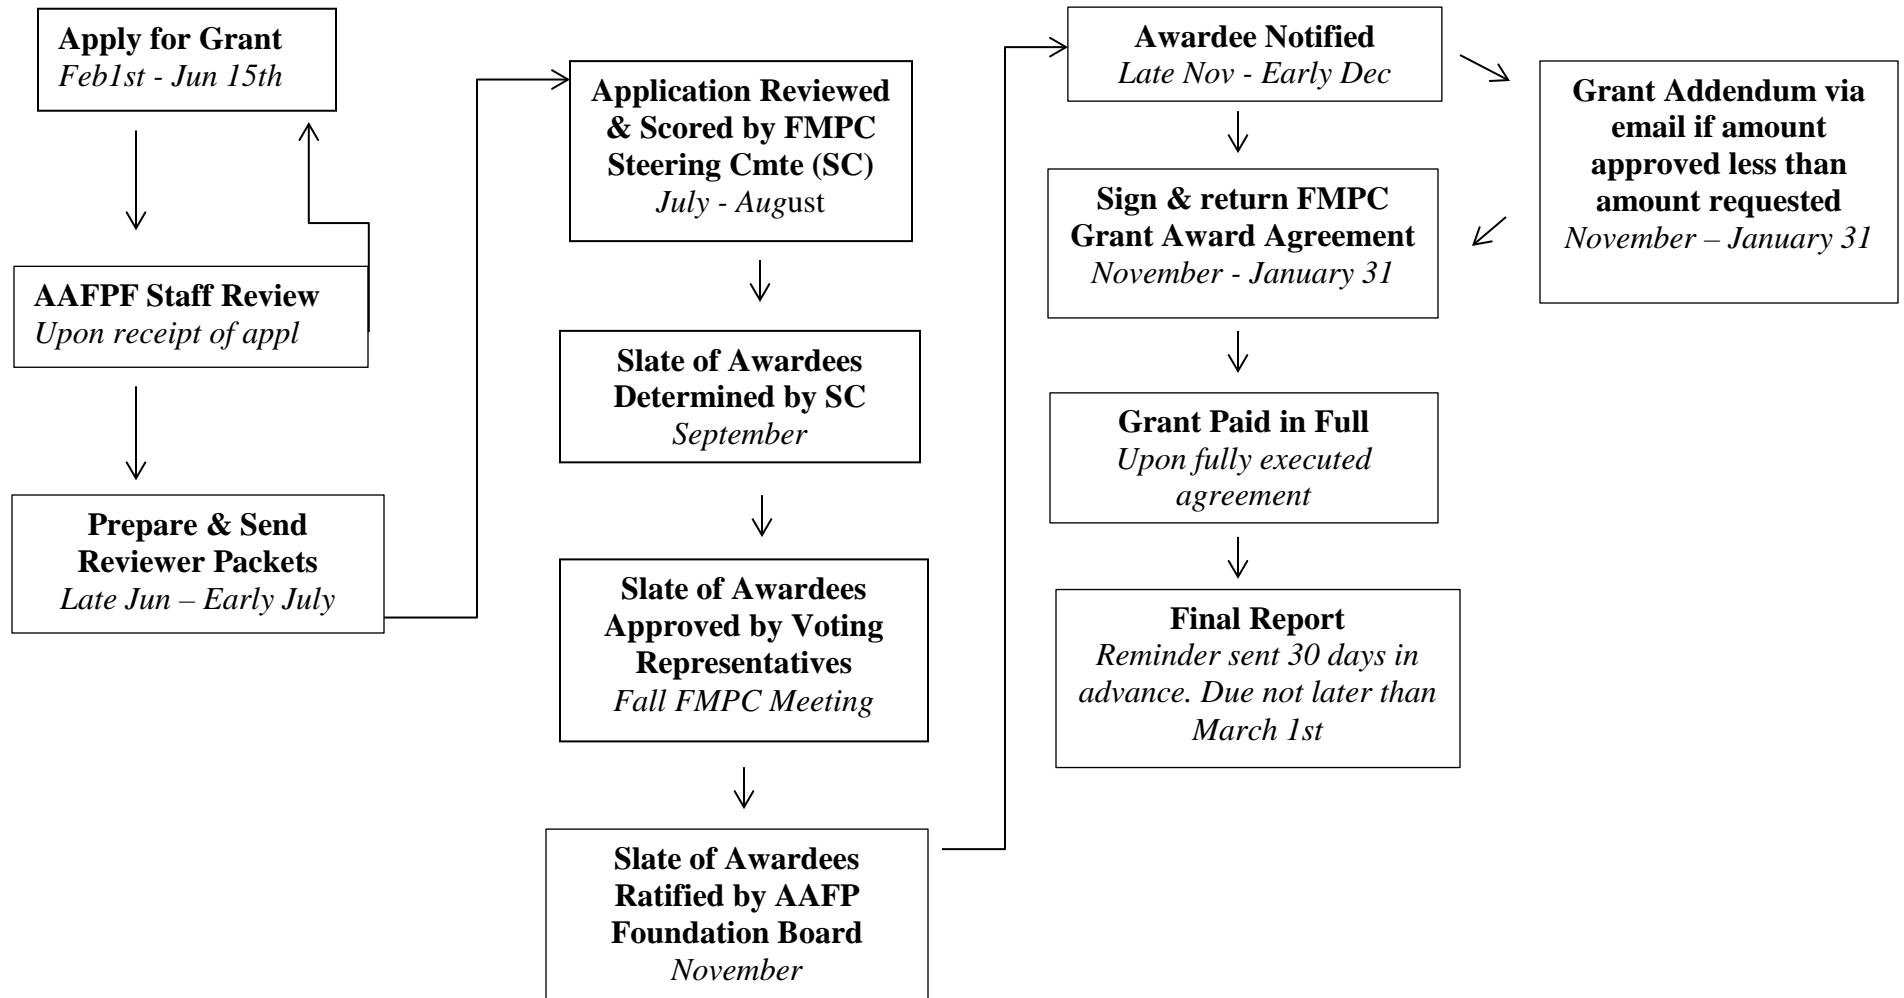 Apply for Grant
Feb1st - Jun 15th
AAFPF Staff Review
Upon receipt of appl
Prepare & Send
Reviewer Packets
Late Jun – Early July
Application Reviewed
& Scored by FMPC
Steering Cmte (SC)
July - August
Slate of Awardees
Determined by SC
September
Slate of Awardees
Approved by Voting
Representatives
Fall FMPC Meeting
Slate of Awardees
Ratified by AAFP
Foundation Board
November
Awardee Notified
Late Nov - Early Dec
Grant Addendum via
email if amount
approved less than
amount requested
November – January 31
Sign & return FMPC
Grant Award Agreement
November - January 31
Grant Paid in Full
Upon fully executed
agreement
Final Report
Reminder sent 30 days in
advance. Due not later than
March 1st